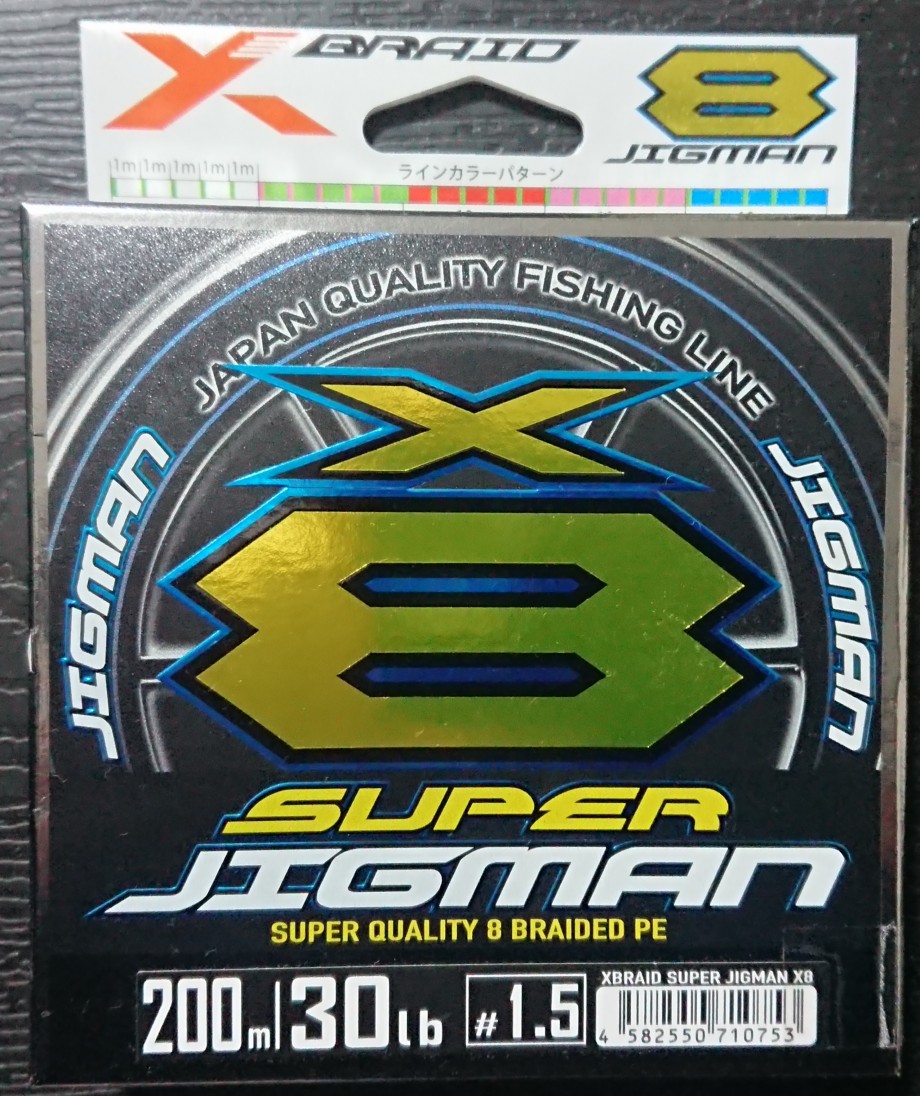 XBRAID
8
JIGMAN
1m 1m 1m 1m 1m
ラインカラーパターン
JAPAN QUALITY FISHING LINE
JIGMAN
JIGMAN
X
8
SUPER
JIGMAN
SUPER QUALITY 8 BRAIDED PE
200m 30lb #1.5
XBRAID SUPER JIGMAN X8
4 582550 710753